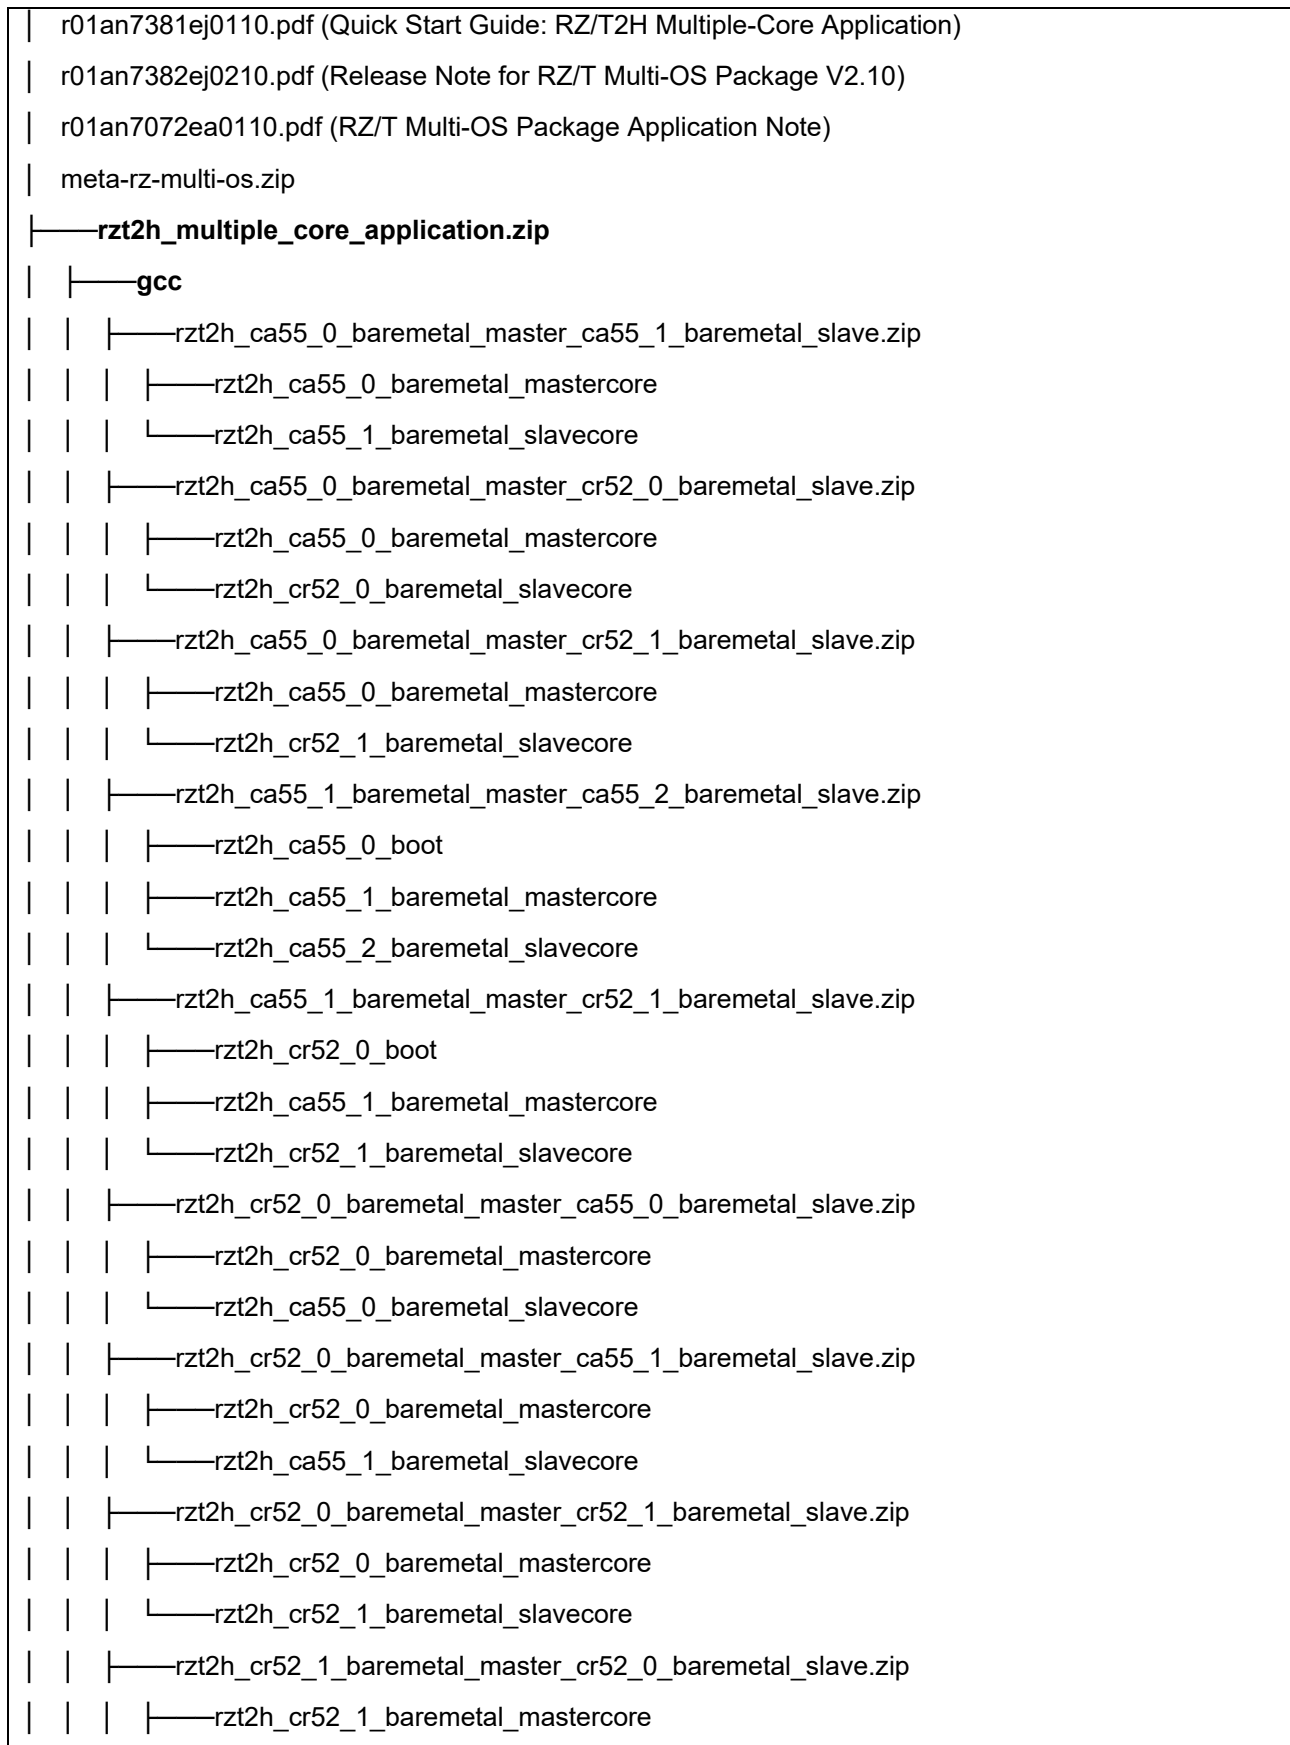 │ r01an7381ej0110.pdf (Quick Start Guide: RZ/T2H Multiple-Core Application)
│ r01an7382ej0210.pdf (Release Note for RZ/T Multi-OS Package V2.10)
│ r01an7072ea0110.pdf (RZ/T Multi-OS Package Application Note)
│ meta-rz-multi-os.zip
├───rzt2h_multiple_core_application.zip
│ ├───gcc
│ │ ├───rzt2h_ca55_0_baremetal_master_ca55_1_baremetal_slave.zip
│ │ │ ├───rzt2h_ca55_0_baremetal_mastercore
│ │ │ └───rzt2h_ca55_1_baremetal_slavecore
│ │ ├───rzt2h_ca55_0_baremetal_master_cr52_0_baremetal_slave.zip
│ │ │ ├───rzt2h_ca55_0_baremetal_mastercore
│ │ │ └───rzt2h_cr52_0_baremetal_slavecore
│ │ ├───rzt2h_ca55_0_baremetal_master_cr52_1_baremetal_slave.zip
│ │ │ ├───rzt2h_ca55_0_baremetal_mastercore
│ │ │ └───rzt2h_cr52_1_baremetal_slavecore
│ │ ├───rzt2h_ca55_1_baremetal_master_ca55_2_baremetal_slave.zip
│ │ │ ├───rzt2h_ca55_0_boot
│ │ │ ├───rzt2h_ca55_1_baremetal_mastercore
│ │ │ └───rzt2h_ca55_2_baremetal_slavecore
│ │ ├───rzt2h_ca55_1_baremetal_master_cr52_1_baremetal_slave.zip
│ │ │ ├───rzt2h_cr52_0_boot
│ │ │ ├───rzt2h_ca55_1_baremetal_mastercore
│ │ │ └───rzt2h_cr52_1_baremetal_slavecore
│ │ ├───rzt2h_cr52_0_baremetal_master_ca55_0_baremetal_slave.zip
│ │ │ ├───rzt2h_cr52_0_baremetal_mastercore
│ │ │ └───rzt2h_ca55_0_baremetal_slavecore
│ │ ├───rzt2h_cr52_0_baremetal_master_ca55_1_baremetal_slave.zip
│ │ │ ├───rzt2h_cr52_0_baremetal_mastercore
│ │ │ └───rzt2h_ca55_1_baremetal_slavecore
│ │ ├───rzt2h_cr52_0_baremetal_master_cr52_1_baremetal_slave.zip
│ │ │ ├───rzt2h_cr52_0_baremetal_mastercore
│ │ │ └───rzt2h_cr52_1_baremetal_slavecore
│ │ ├───rzt2h_cr52_1_baremetal_master_cr52_0_baremetal_slave.zip
│ │ │ ├───rzt2h_cr52_1_baremetal_mastercore